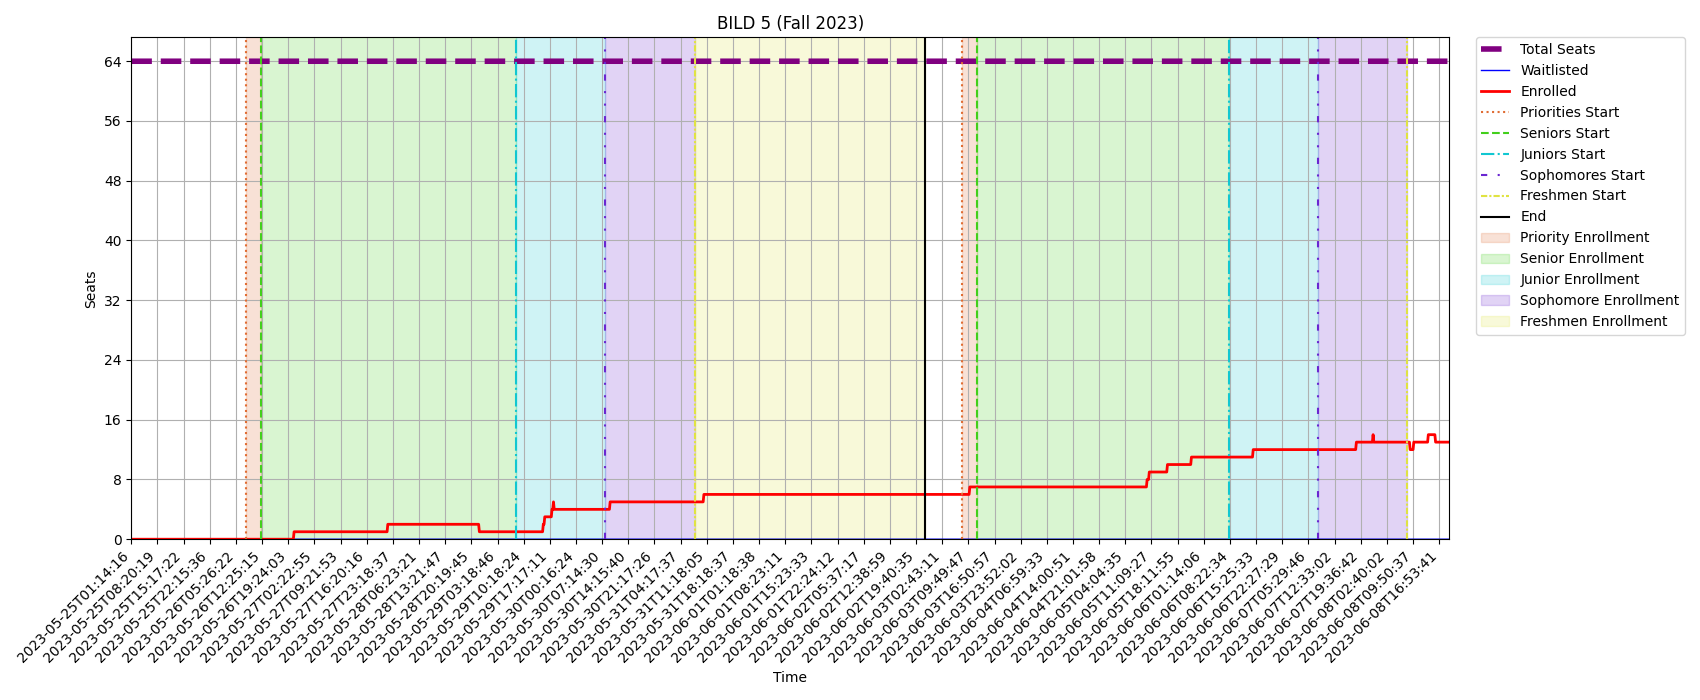 BILD 5 (Fall 2023)
Seats
64
56
48
40
32
24
16
8
0
2023-05-25T01:14:16
2023-05-25T08:20:19
2023-05-25T15:17:22
2023-05-25T22:15:36
2023-05-26T05:26:22
2023-05-26T12:25:15
2023-05-26T19:24:03
2023-05-27T02:22:55
2023-05-27T09:21:53
2023-05-27T16:20:16
2023-05-27T23:18:37
2023-05-28T06:23:21
2023-05-28T13:21:47
2023-05-28T20:19:45
2023-05-29T03:18:46
2023-05-29T10:18:24
2023-05-29T17:17:11
2023-05-30T00:16:24
2023-05-30T07:14:30
2023-05-30T14:15:40
2023-05-30T21:17:26
2023-05-31T04:17:37
2023-05-31T11:18:05
2023-05-31T18:18:37
2023-06-01T01:18:38
2023-06-01T08:23:11
2023-06-01T15:23:33
2023-06-01T22:24:12
2023-06-02T05:37:17
2023-06-02T12:38:59
2023-06-02T19:40:35
2023-06-03T02:43:11
2023-06-03T09:49:47
2023-06-03T16:50:57
2023-06-03T23:52:02
2023-06-04T06:59:33
2023-06-04T14:00:51
2023-06-04T21:01:58
2023-06-05T04:04:35
2023-06-05T11:09:27
2023-06-05T18:11:55
2023-06-06T01:14:06
2023-06-06T08:22:34
2023-06-06T15:25:33
2023-06-06T22:27:29
2023-06-07T05:29:46
2023-06-07T12:33:02
2023-06-07T19:36:42
2023-06-08T02:40:02
2023-06-08T09:50:37
2023-06-08T16:53:41
Time
Total Seats
Waitlisted
Enrolled
Priorities Start
Seniors Start
Juniors Start
Sophomores Start
Freshmen Start
End
Priority Enrollment
Senior Enrollment
Junior Enrollment
Sophomore Enrollment
Freshmen Enrollment